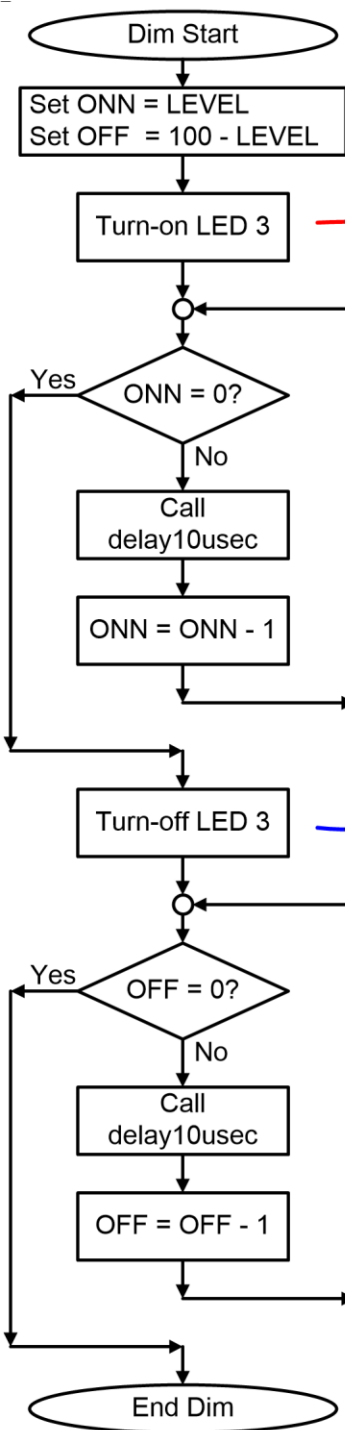 Dim Start
Set ONN = LEVEL
Set OFF = 100 - LEVEL
Turn-on LED 3
Yes
ONN = 0?
No
Call
delay10usec
ONN = ONN - 1
Turn-off LED 3
Yes
OFF = 0?
No
Call
delay10usec
OFF = OFF - 1
End Dim